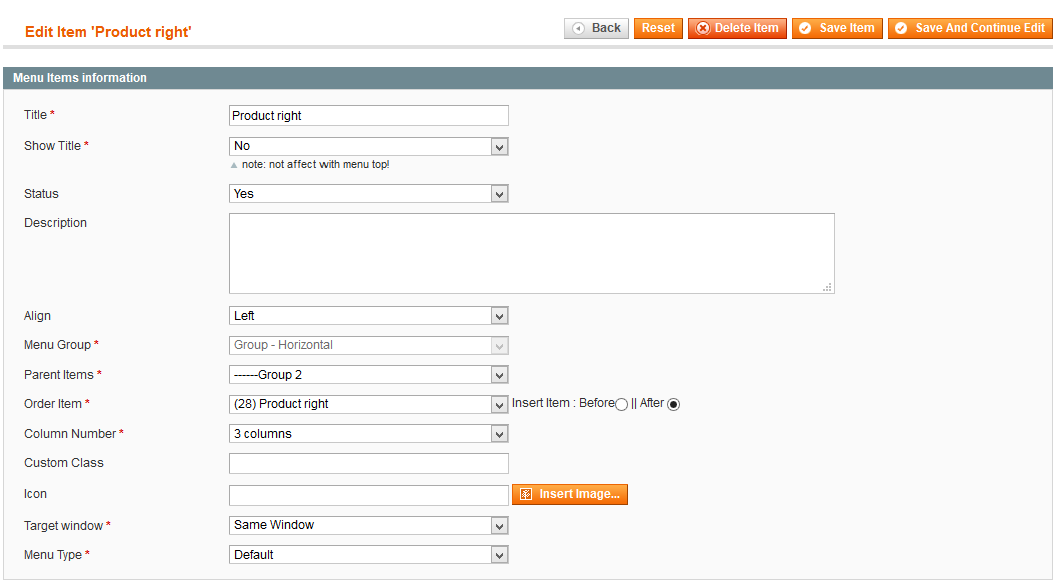 Edit Item 'Product right'
Back
Reset
Delete Item
Save Item
Save And Continue Edit
Menu Items information
Title *
Product right
Show Title *
No
note: not affect with menu top!
Status
Yes
Description
Align
Left
Menu Group *
Group - Horizontal
Parent Items *
------Group 2
Order Item *
(28) Product right
Insert Item : Before || After
Column Number *
3 columns
Custom Class
Icon
Insert Image...
Target window *
Same Window
Menu Type *
Default